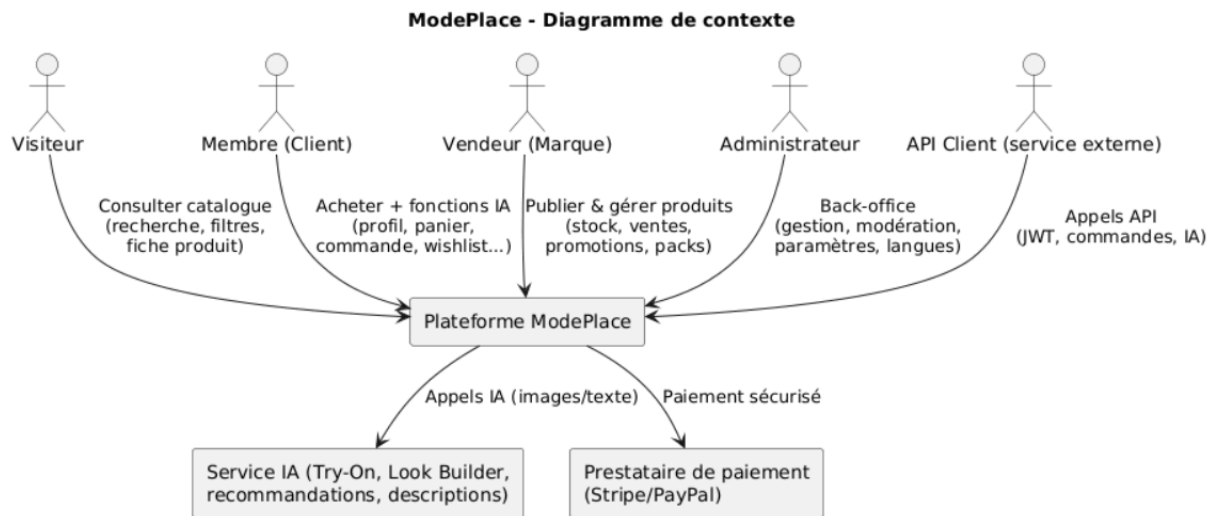 ModePlace - Diagramme de contexte
Visiteur
Membre (Client)
Vendeur (Marque)
Administrateur
API Client (service externe)
Consulter catalogue
(recherche, filtres,
fiche produit)
Acheter + fonctions IA
(profil, panier,
commande, wishlist...)
Publier & gérer produits
(stock, ventes,
promotions, packs)
Back-office
(gestion, modération,
paramètres, langues)
Appels API
(JWT, commandes, IA)
Plateforme ModePlace
Appels IA (images/texte)
Paiement sécurisé
Service IA (Try-On, Look Builder,
recommandations, descriptions)
Prestataire de paiement
(Stripe/PayPal)